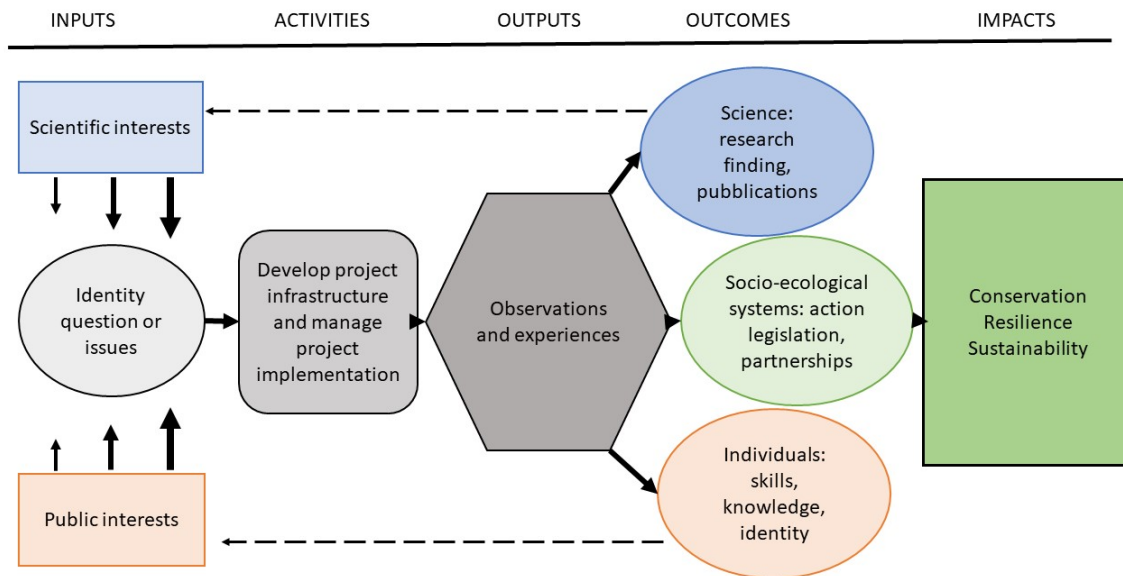 INPUTS
ACTIVITIES
OUTPUTS
OUTCOMES
IMPACTS
Scientific interests
Identity
question or
issues
Public interests
Develop project
infrastructure
and manage
project
implementation
Observations
and experiences
Science:
research
finding,
pubblications
Socio-ecological
systems: action
legislation,
partnerships
Individuals:
skills,
knowledge,
identity
Conservation
Resilience
Sustainability